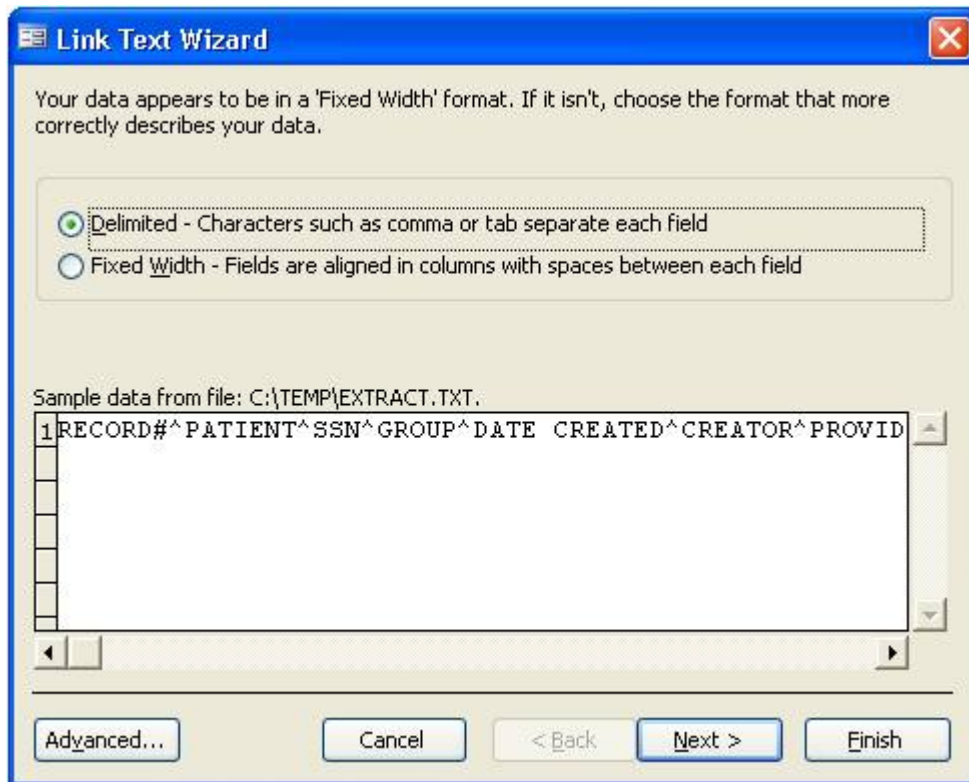 Link Text Wizard
Your data appears to be in a 'Fixed Width' format. If it isn't, choose the format that more
correctly describes your data.
Delimited - Characters such as comma or tab separate each field
Fixed Width - Fields are aligned in columns with spaces between each field
Sample data from file: C:\TEMP\EXTRACT.TXT.
1 RECORD#^PATIENT^SSN^GROUP^DATE CREATED^CREATOR^PROVID
Advanced... Cancel < Back Next > Finish